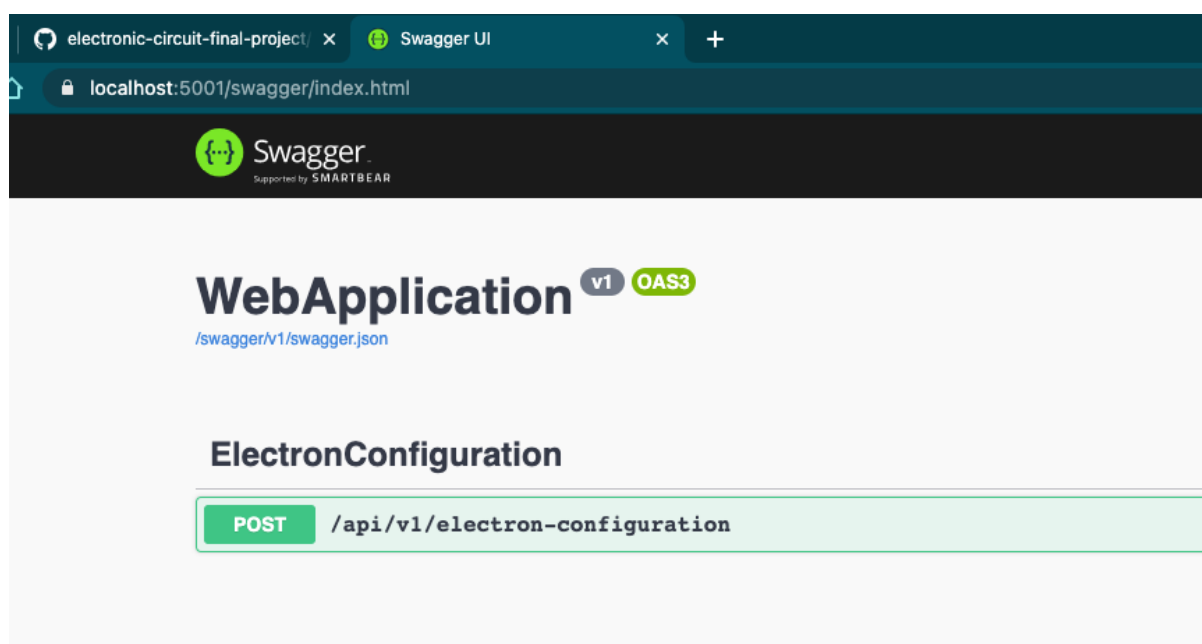 electronic-circuit-final-project/
Swagger UI
localhost:5001/swagger/index.html
{···} Swagger
Supported by SMARTBEAR
WebApplication v1 OAS3
/swagger/v1/swagger.json
ElectronConfiguration
POST /api/v1/electron-configuration